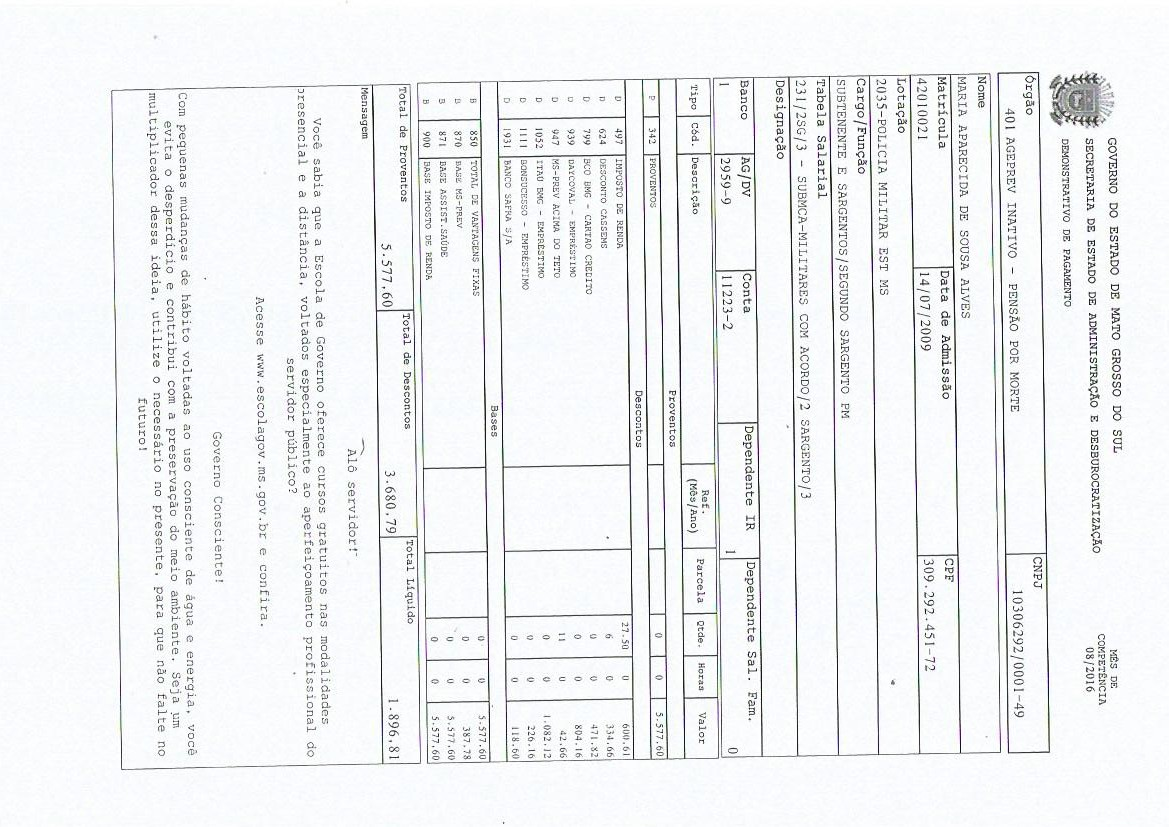 GOVERNO DO ESTADO DE MATO GROSSO DO SUL
SECRETARIA DE ESTADO DE ADMINISTRAÇÃO E DESBUROCRATIZAÇÃO
DEMONSTRATIVO DE PAGAMENTO
MÊS DE
COMPETÊNCIA
08/2016
Órgão CNPJ
401 AGEPREV INATIVO - PENSÃO POR MORTE 10306292/0001-49
Nome
MARIA APARECIDA DE SOUSA ALVES
Matrícula Data de Admissão CPF
42010021 14/07/2009 309.292.451-72
Lotação
2035-POLICIA MILITAR EST MS
Cargo/Função
SUBTENENTE E SARGENTOS/SEGUNDO SARGENTO PM
Tabela Salarial
231/2SG/3 - SUBMCA-MILITARES COM ACORDO/2 SARGENTO/3
Designação
Banco AG/DV Conta Dependente IR Dependente Sal. Fam.
1 2959-9 11223-2 1 0
Tipo Cód. Descrição Ref. (Mês/Ano) Parcela Qtde. Horas Valor
Proventos
P 342 PROVENTOS 0 0 5.577.60
Descontos
D 497 IMPOSTO DE RENDA 27.50 0 600.61
D 624 DESCONTO CASSEMS 6 0 334.66
D 799 BCO BMG - CARTAO CREDITO 0 0 471.82
D 939 DAYCOVAL - EMPRÉSTIMO 0 0 804.16
D 947 MS-PREV ACIMA DO TETO 11 0 42.66
D 1052 ITAU BMG - EMPRÉSTIMO 0 0 1.082.12
D 1111 BONSUCESSO - EMPRÉSTIMO 0 0 226.16
D 1931 BANCO SAFRA S/A 0 0 118.60
Bases
B 850 TOTAL DE VANTAGENS FIXAS 0 0 5.577.60
B 870 BASE MS-PREV 0 0 387.78
B 871 BASE ASSIST.SAÚDE 0 0 5.577.60
B 900 BASE IMPOSTO DE RENDA 0 0 5.577.60
Total de Proventos Total de Descontos Total Líquido
5.577.60 3.680.79 1.896.81
Mensagem
Alô servidor!
Você sabia que a Escola de Governo oferece cursos gratuitos nas modalidades
presencial e a distância, voltados especialmente ao aperfeiçoamento profissional do
servidor público?
Acesse www.escolagov.ms.gov.br e confira.
Governo Consciente!
Com pequenas mudanças de hábito voltadas ao uso consciente de água e energia, você
evita o desperdício e contribui com a preservação do meio ambiente. Seja um
multiplicador dessa ideia, utilize o necessário no presente, para que não falte no
futuro!